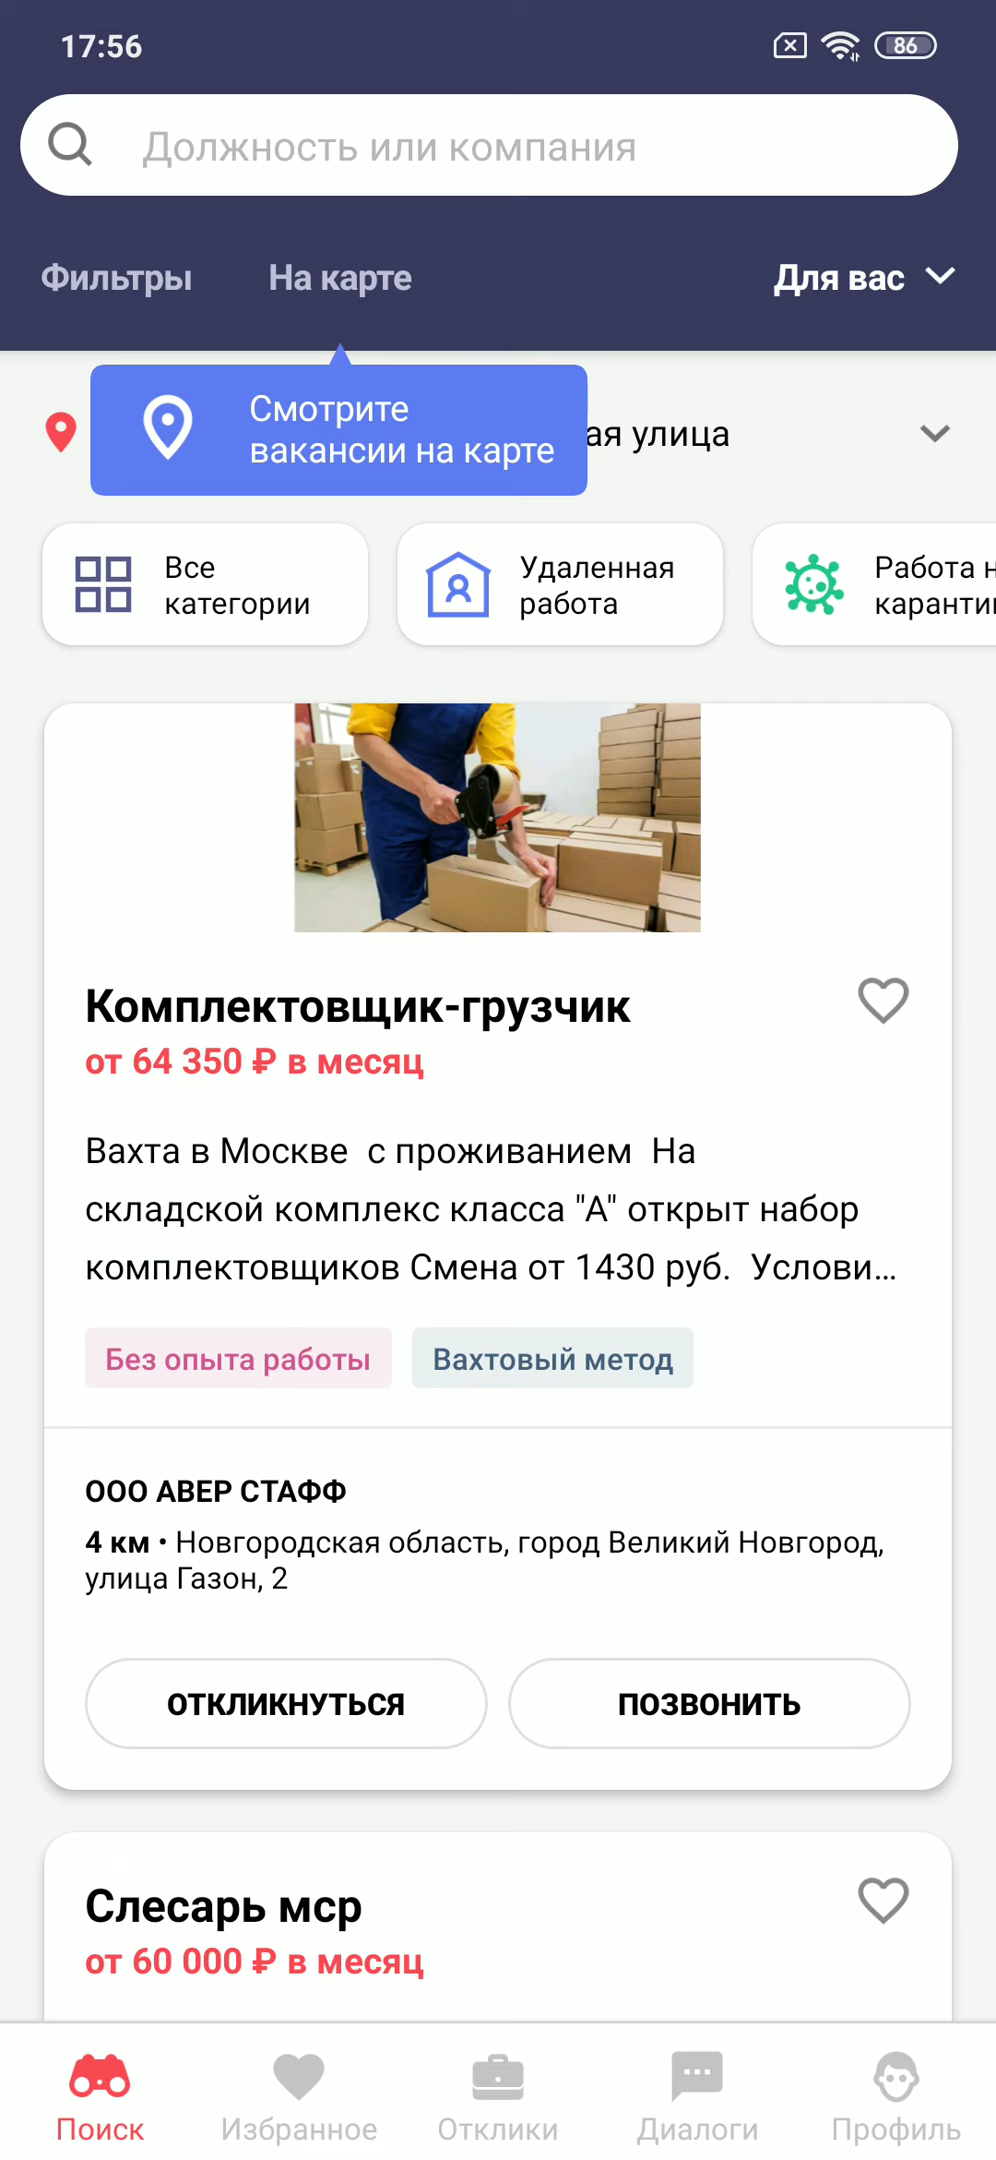 17:56
86
Должность или компания
Фильтры
На карте
Для вас
Смотрите
вакансии на карте
ая улица
Все
категории
Удаленная
работа
Работа н
каранти
Комплектовщик-грузчик
от 64 350 ₽ в месяц
Вахта в Москве с проживанием На
складской комплекс класса "А" открыт набор
комплектовщиков Смена от 1430 руб. Услови...
Без опыта работы
Вахтовый метод
ООО АВЕР СТАФФ
4 км • Новгородская область, город Великий Новгород,
улица Газон, 2
ОТКЛИКНУТЬСЯ
ПОЗВОНИТЬ
Слесарь мср
от 60 000 ₽ в месяц
Поиск
Избранное
Отклики
Диалоги
Профиль